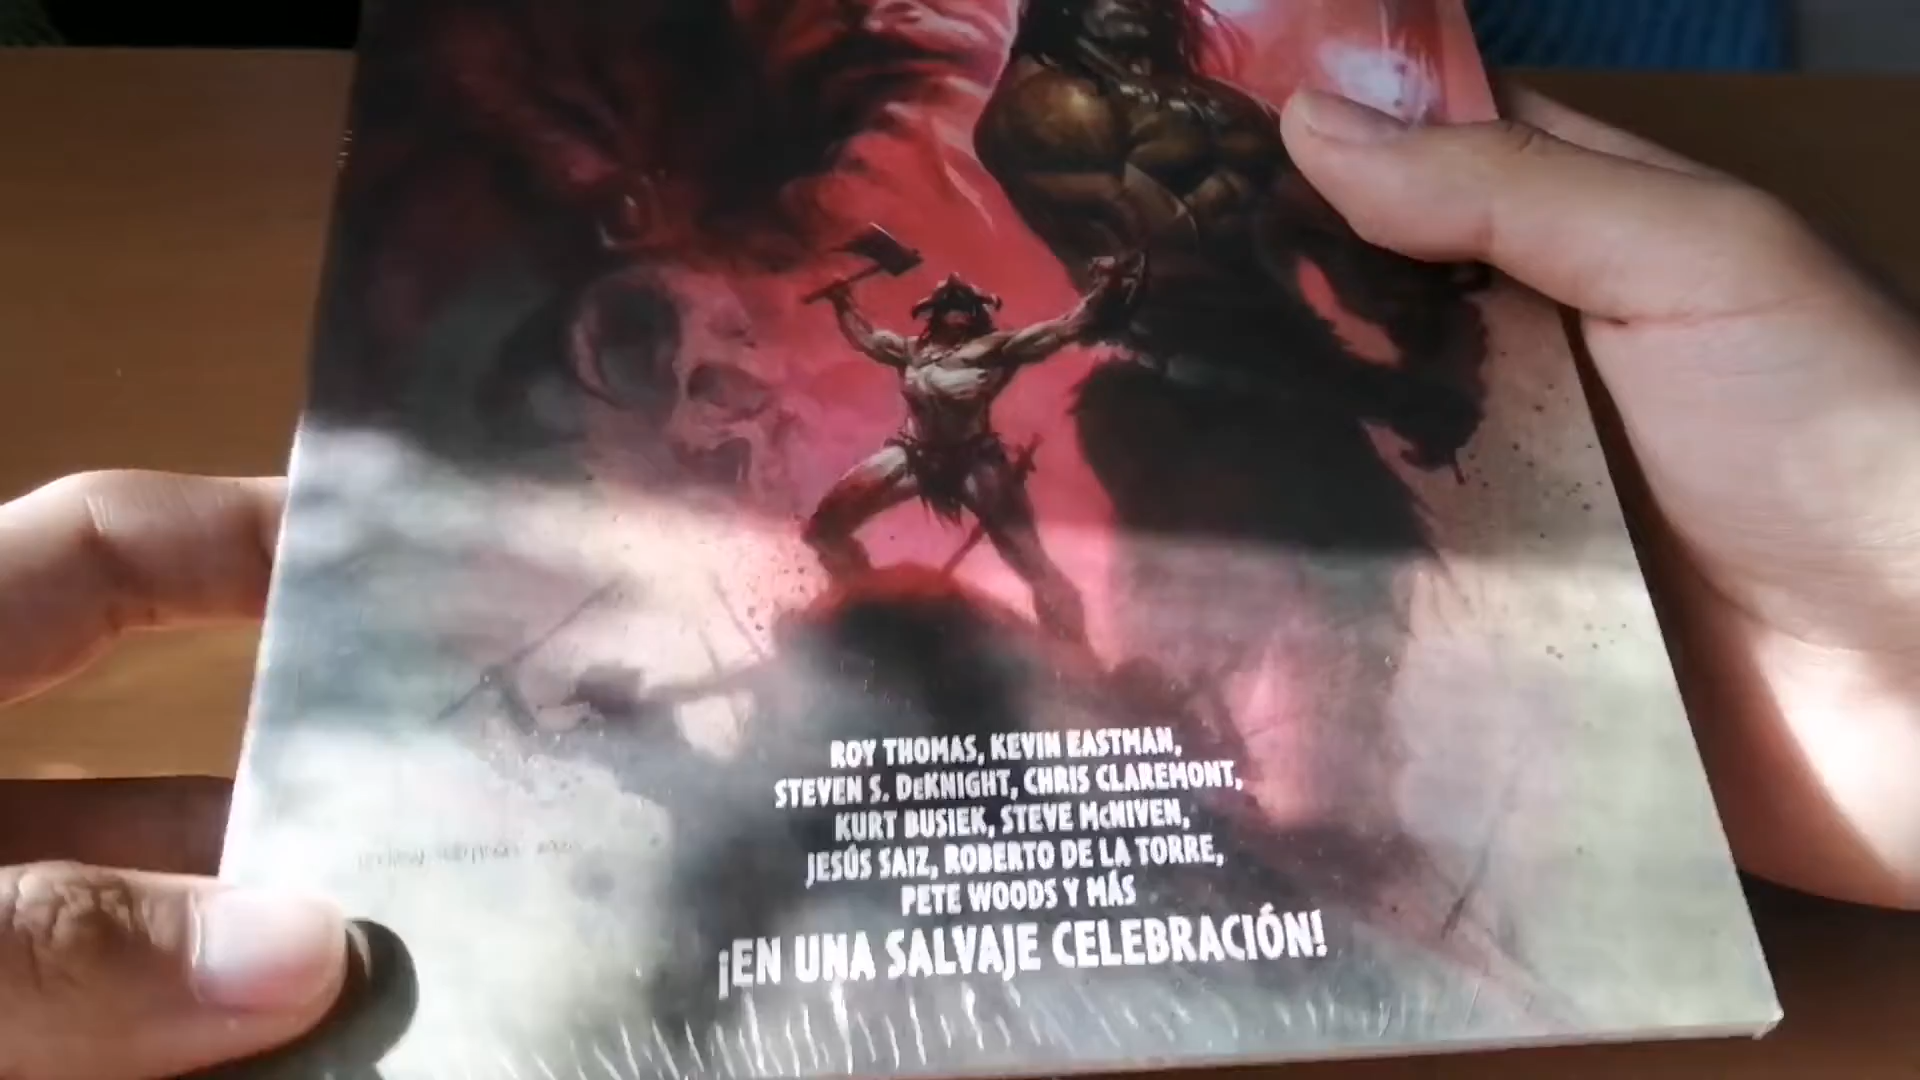 ROY THOMAS, KEVIN EASTMAN,
STEVEN S. DeKNIGHT, CHRIS CLAREMONT,
KURT BUSIEK, STEVE McNIVEN,
JESÚS SAIZ, ROBERTO DE LA TORRE,
PETE WOODS Y MÁS
¡EN UNA SALVAJE CELEBRACIÓN!